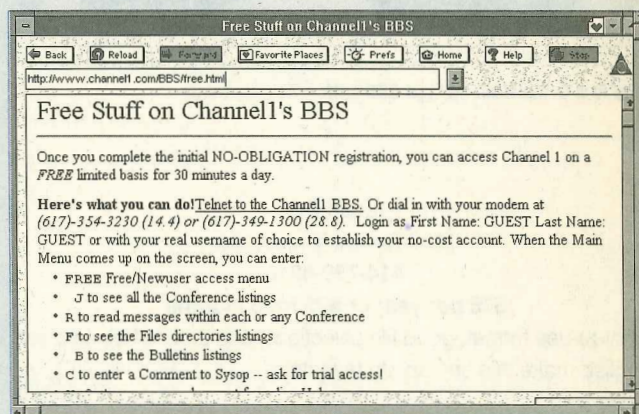 Free Stuff on Channel1's BBS
Back Reload Forward Favorite Places Prefs Home Help Stop
http://www.channel1.com/BBS/free.html
Free Stuff on Channel1's BBS
Once you complete the initial NO-OBLIGATION registration, you can access Channel 1 on a
FREE limited basis for 30 minutes a day.
Here's what you can do!Telnet to the Channel1 BBS. Or dial in with your modem at
(617)-354-3230 (14.4) or (617)-349-1300 (28.8). Login as First Name: GUEST Last Name:
GUEST or with your real username of choice to establish your no-cost account. When the Main
Menu comes up on the screen, you can enter:
• FREE Free/Newuser access menu
• J to see all the Conference listings
• R to read messages within each or any Conference
• F to see the Files directories listings
• B to see the Bulletins listings
• C to enter a Comment to Sysop -- ask for trial access!